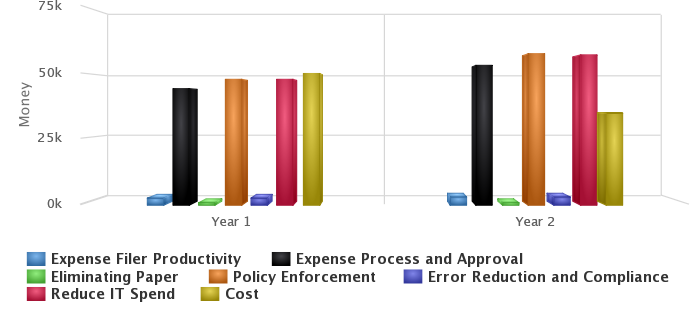 75k
50k
25k
0k
Money
Year 1 Year 2
Expense Filer Productivity Expense Process and Approval
Eliminating Paper Policy Enforcement Error Reduction and Compliance
Reduce IT Spend Cost